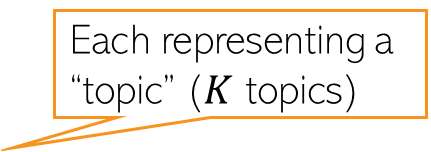 Each representing a
“topic” (K topics)